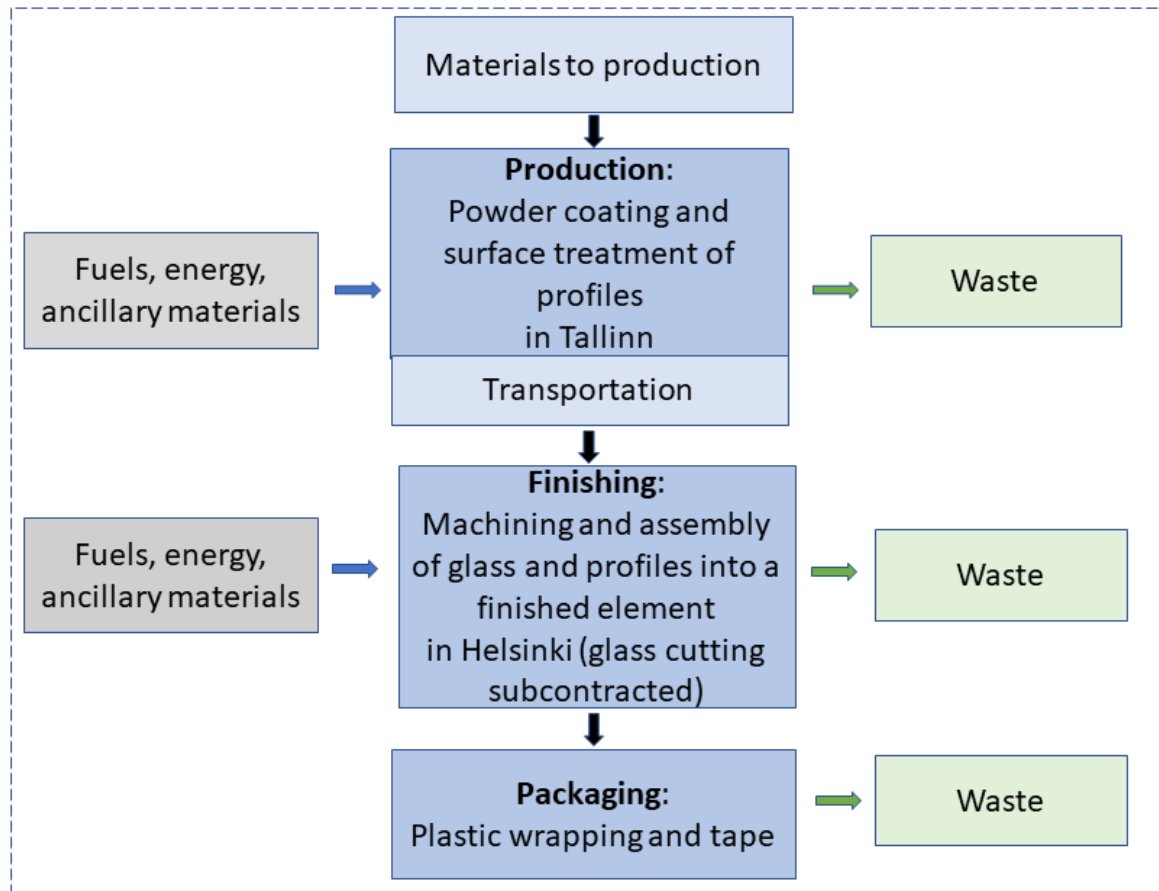 Materials to production
Production:
Powder coating and
surface treatment of
profiles
in Tallinn
Fuels, energy,
ancillary materials
Waste
Transportation
Finishing:
Machining and assembly
of glass and profiles into a
finished element
in Helsinki (glass cutting
subcontracted)
Fuels, energy,
ancillary materials
Waste
Packaging:
Plastic wrapping and tape
Waste